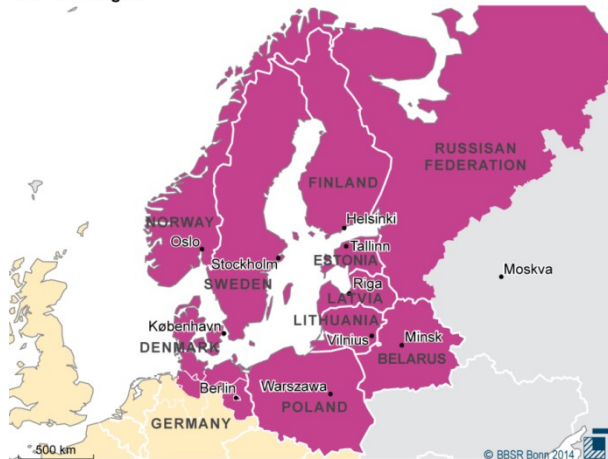 RUSSISAN
FEDERATION
FINLAND
NORWAY
Helsinki
Oslo
Tallinn
Stockholm
ESTONIA
Moskva
SWEDEN
Riga
LATVIA
LITHUANIA
København
Vilnius
Minsk
DENMARK
BELARUS
Berlin
Warszawa
POLAND
GERMANY
500 km
© BBSR Bonn 2014